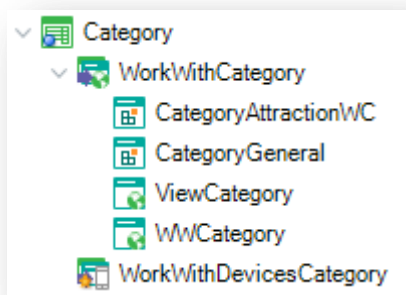 Category
WorkWithCategory
CategoryAttractionWC
CategoryGeneral
ViewCategory
WWCategory
WorkWithDevicesCategory